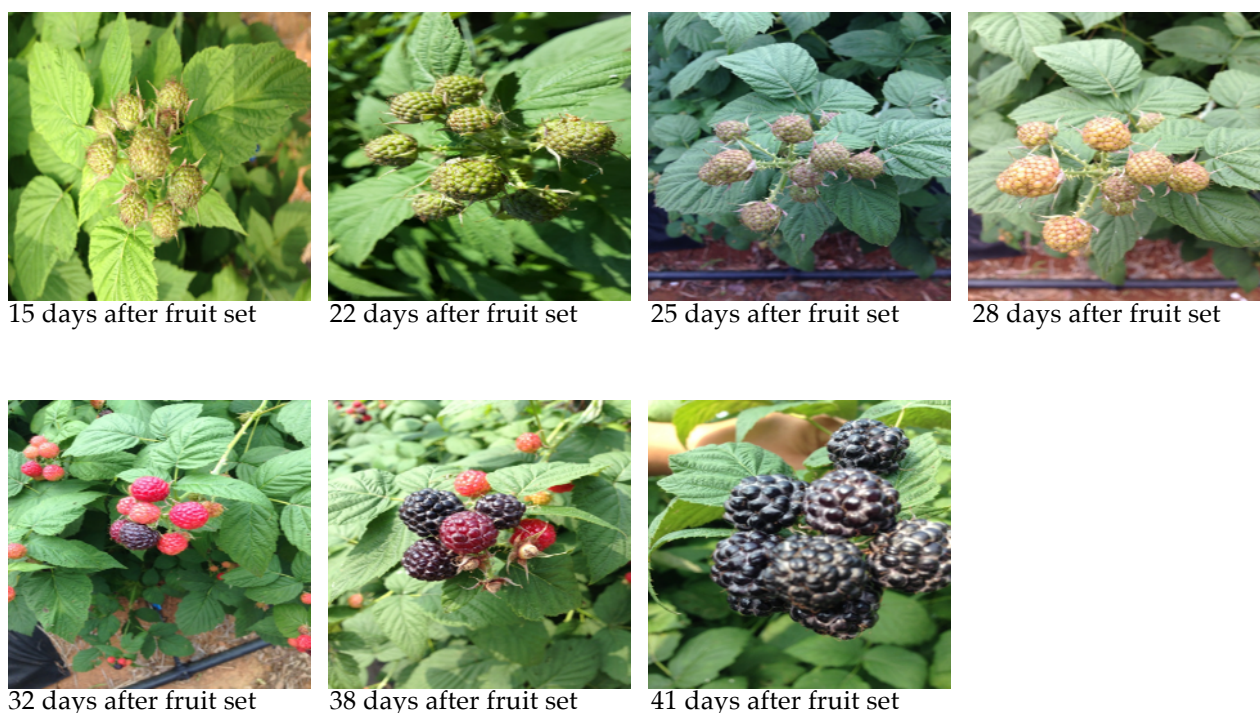 15 days after fruit set
22 days after fruit set
25 days after fruit set
28 days after fruit set
32 days after fruit set
38 days after fruit set
41 days after fruit set